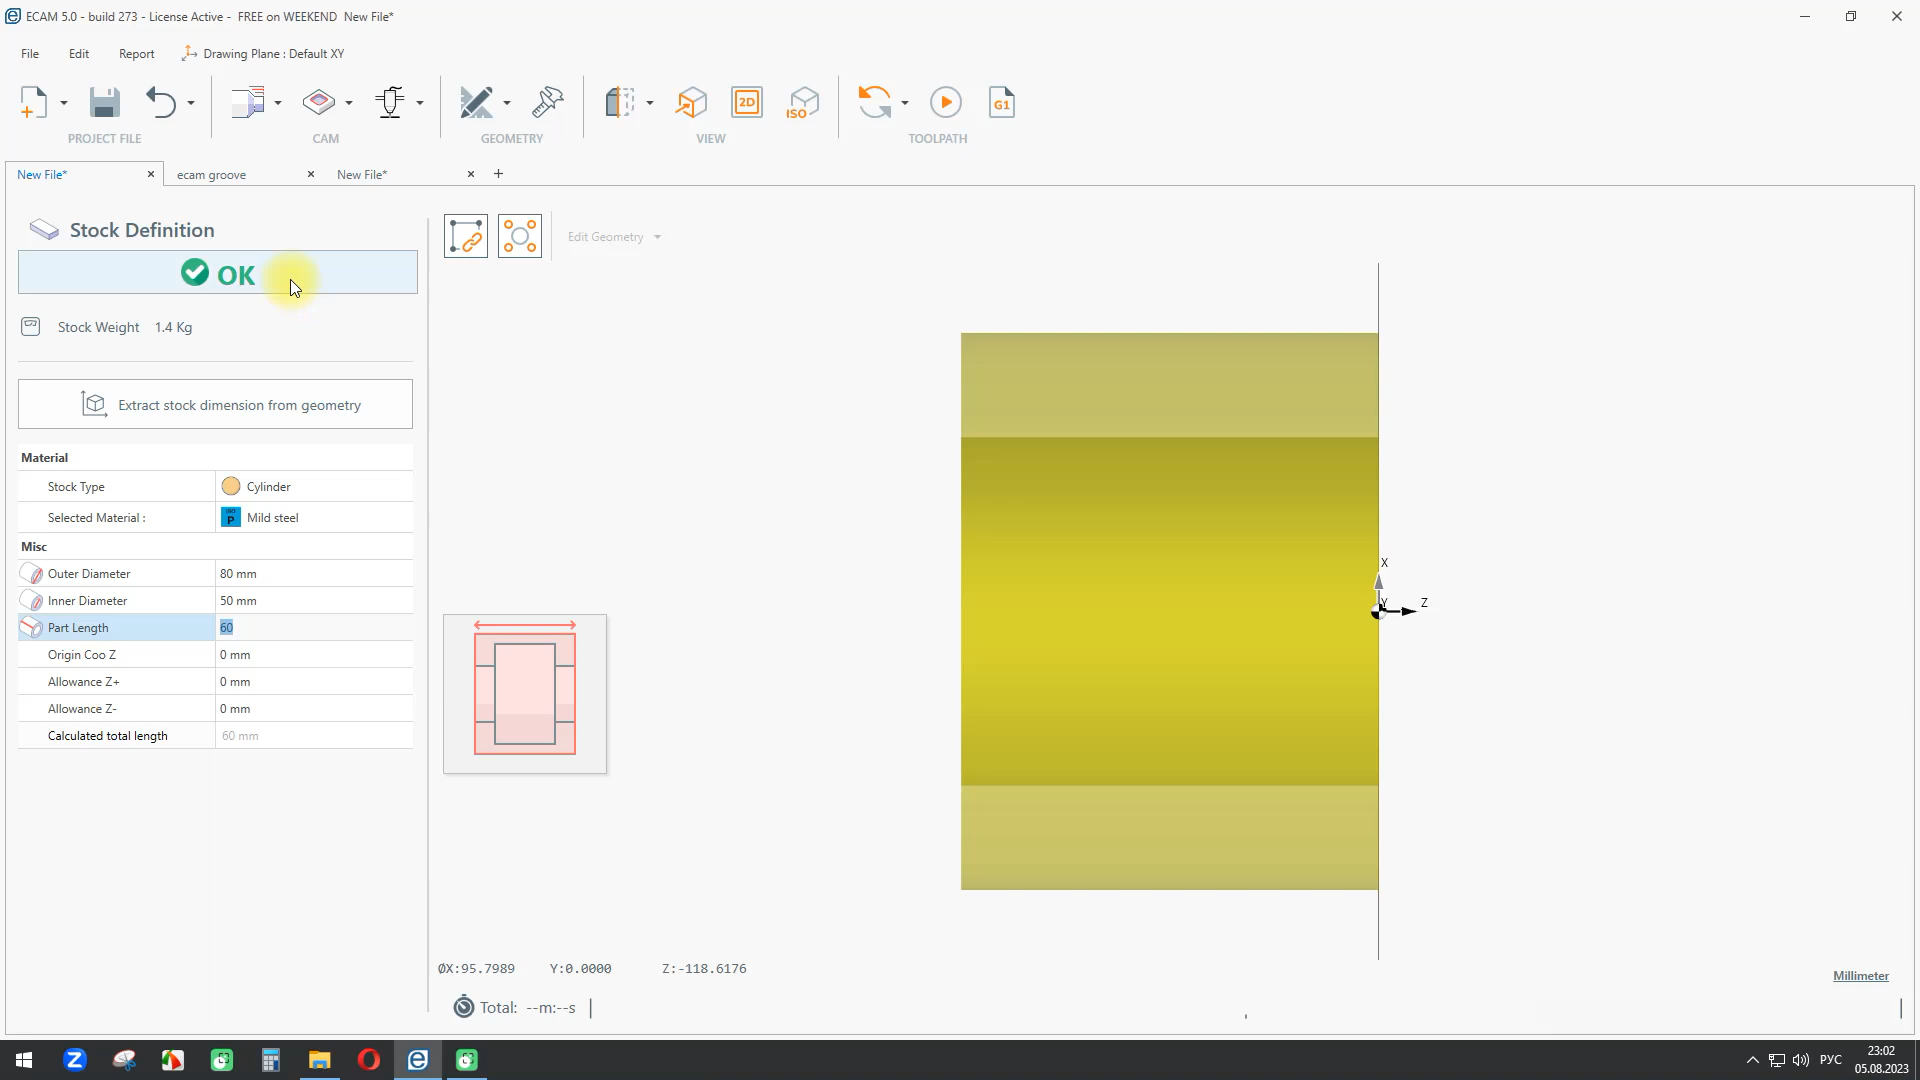 ECAM 5.0 - build 273 - License Active -  FREE on WEEKEND  New File*
File Edit Report Drawing Plane : Default XY
2D ISO G1
PROJECT FILE CAM GEOMETRY VIEW TOOLPATH
New File* ecam groove New File*
Stock Definition
OK
Edit Geometry
Stock Weight 1.4 Kg
Extract stock dimension from geometry
Material
Stock Type Cylinder
Selected Material : ISO P Mild steel
Misc
Outer Diameter 80 mm
Inner Diameter 50 mm
Part Length 60
Origin Coo Z 0 mm
Allowance Z+ 0 mm
Allowance Z- 0 mm
Calculated total length 60 mm
X
Y Z
ØX:95.7989 Y:0.0000 Z:-118.6176
Millimeter
Total: --m:--s
РУС
23:02
05.08.2023